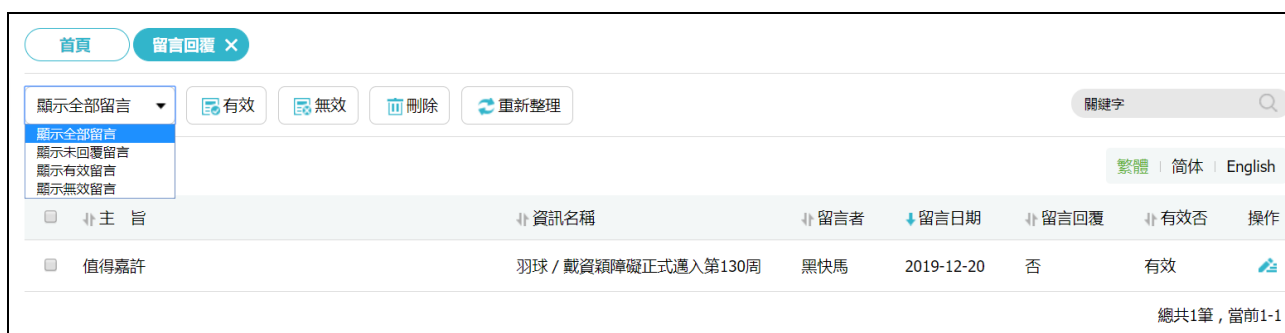 首頁 留言回覆 ×
顯示全部留言 有效 無效 刪除 重新整理 關鍵字
顯示全部留言
顯示未回覆留言
顯示有效留言
顯示無效留言
繁體 | 简体 | English
主 旨 資訊名稱 留言者 留言日期 留言回覆 有效否 操作
值得嘉許 羽球 / 戴資穎障礙正式邁入第130周 黑快馬 2019-12-20 否 有效
總共1筆，當前1-1